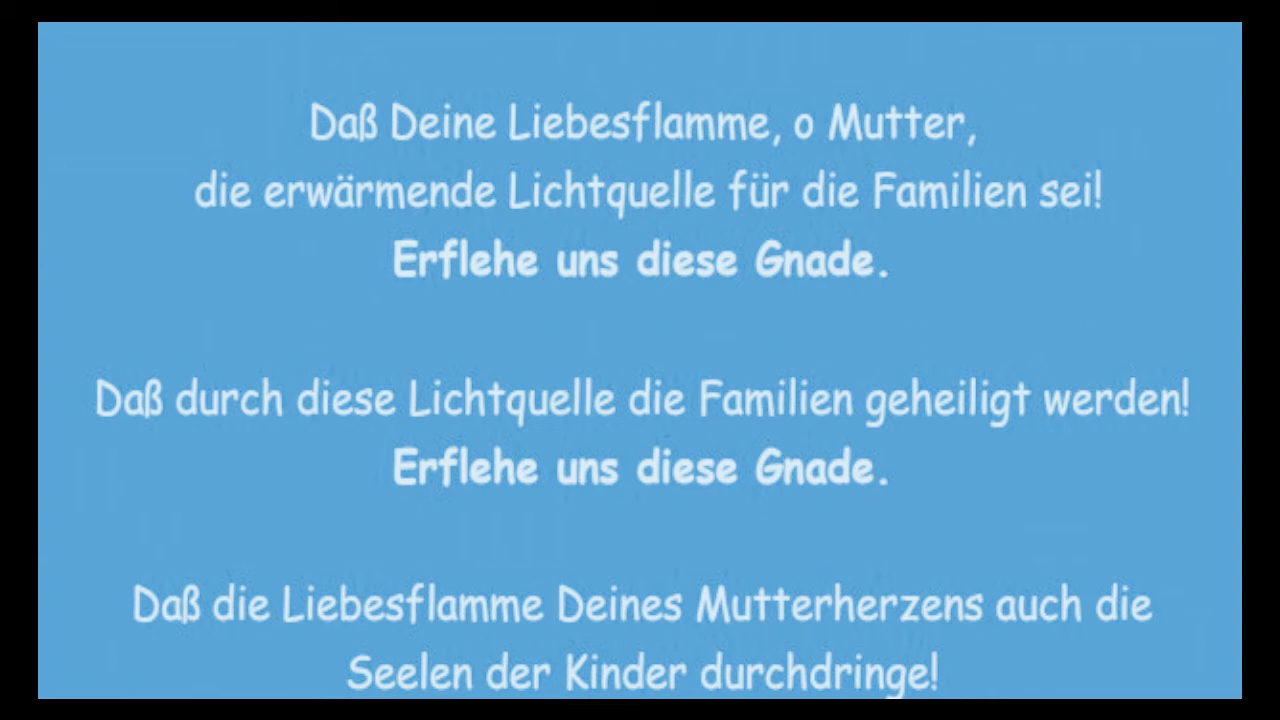 Daß Deine Liebesflamme, o Mutter,
die erwärmende Lichtquelle für die Familien sei!
Erflehe uns diese Gnade.
Daß durch diese Lichtquelle die Familien geheiligt werden!
Erflehe uns diese Gnade.
Daß die Liebesflamme Deines Mutterherzens auch die
Seelen der Kinder durchdringe!